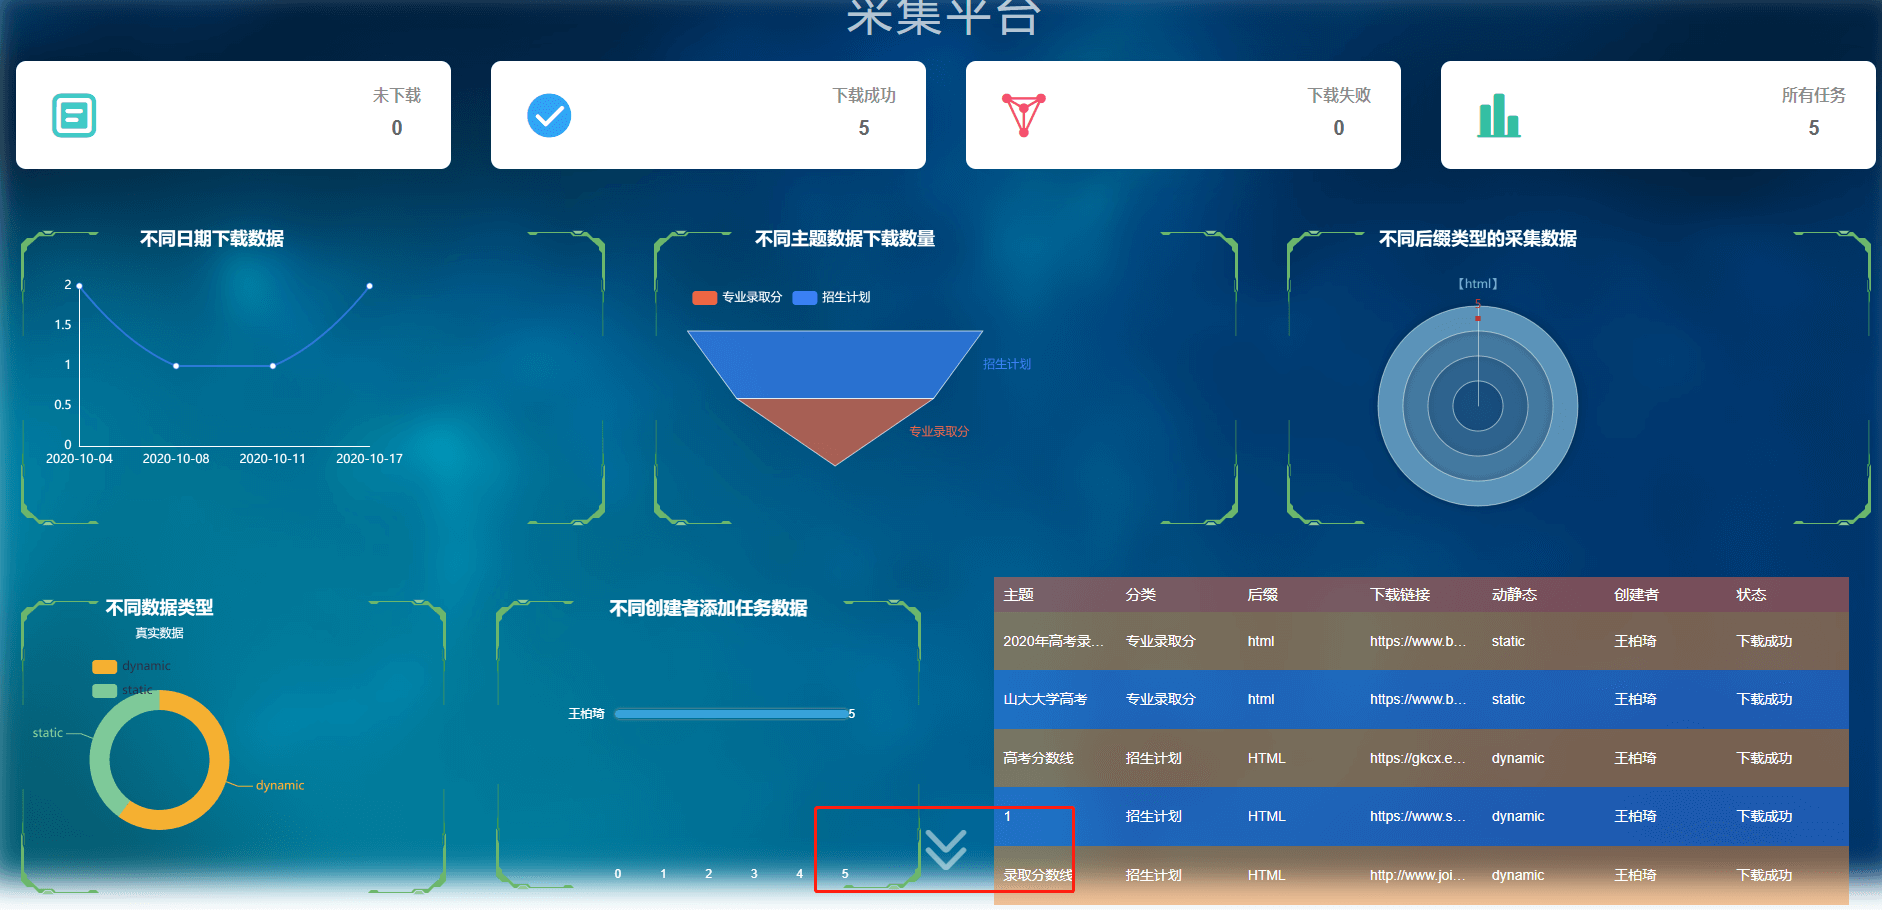 采集平台
未下载
0
下载成功
5
下载失败
0
所有任务
5
不同日期下载数据
2
1.5
1
0.5
0
2020-10-04 2020-10-08 2020-10-11 2020-10-17
不同主题数据下载数量
专业录取分 招生计划
招生计划
专业录取分
不同后缀类型的采集数据
【html】
5
不同数据类型
真实数据
dynamic
static
static
dynamic
不同创建者添加任务数据
王柏琦 5
0 1 2 3 4 5
主题 分类 后缀 下载链接 动静态 创建者 状态
2020年高考录... 专业录取分 html https://www.b... static 王柏琦 下载成功
山大大学高考 专业录取分 html https://www.b... static 王柏琦 下载成功
高考分数线 招生计划 HTML https://gkcx.e... dynamic 王柏琦 下载成功
1 招生计划 HTML https://www.s... dynamic 王柏琦 下载成功
录取分数线 招生计划 HTML http://www.joi... dynamic 王柏琦 下载成功